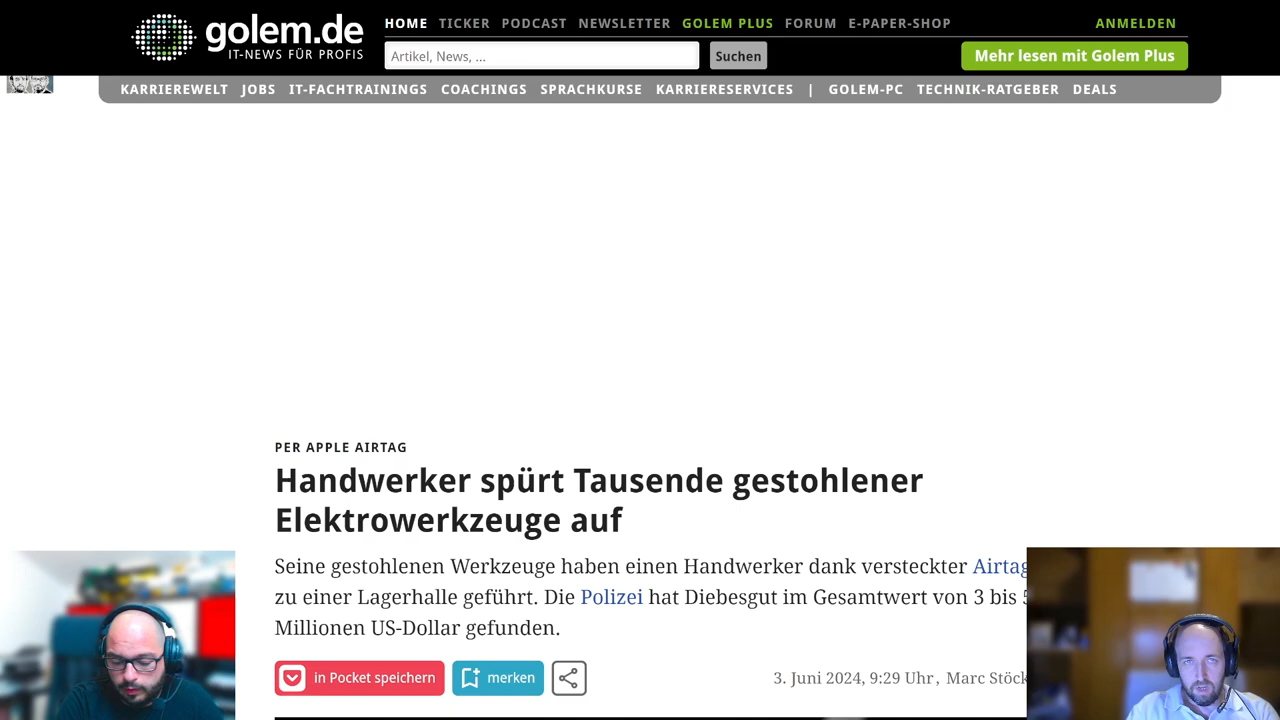 golem.de
IT-NEWS FÜR PROFIS
HOME TICKER PODCAST NEWSLETTER GOLEM PLUS FORUM E-PAPER-SHOP ANMELDEN
Artikel, News, ... Suchen Mehr lesen mit Golem Plus
KARRIEREWELT JOBS IT-FACHTRAININGS COACHINGS SPRACHKURSE KARRIERESERVICES | GOLEM-PC TECHNIK-RATGEBER DEALS
PER APPLE AIRTAG
Handwerker spürt Tausende gestohlener
Elektrowerkzeuge auf
Seine gestohlenen Werkzeuge haben einen Handwerker dank versteckter Airtag
zu einer Lagerhalle geführt. Die Polizei hat Diebesgut im Gesamtwert von 3 bis
Millionen US-Dollar gefunden.
in Pocket speichern merken 3. Juni 2024, 9:29 Uhr, Marc Stöck